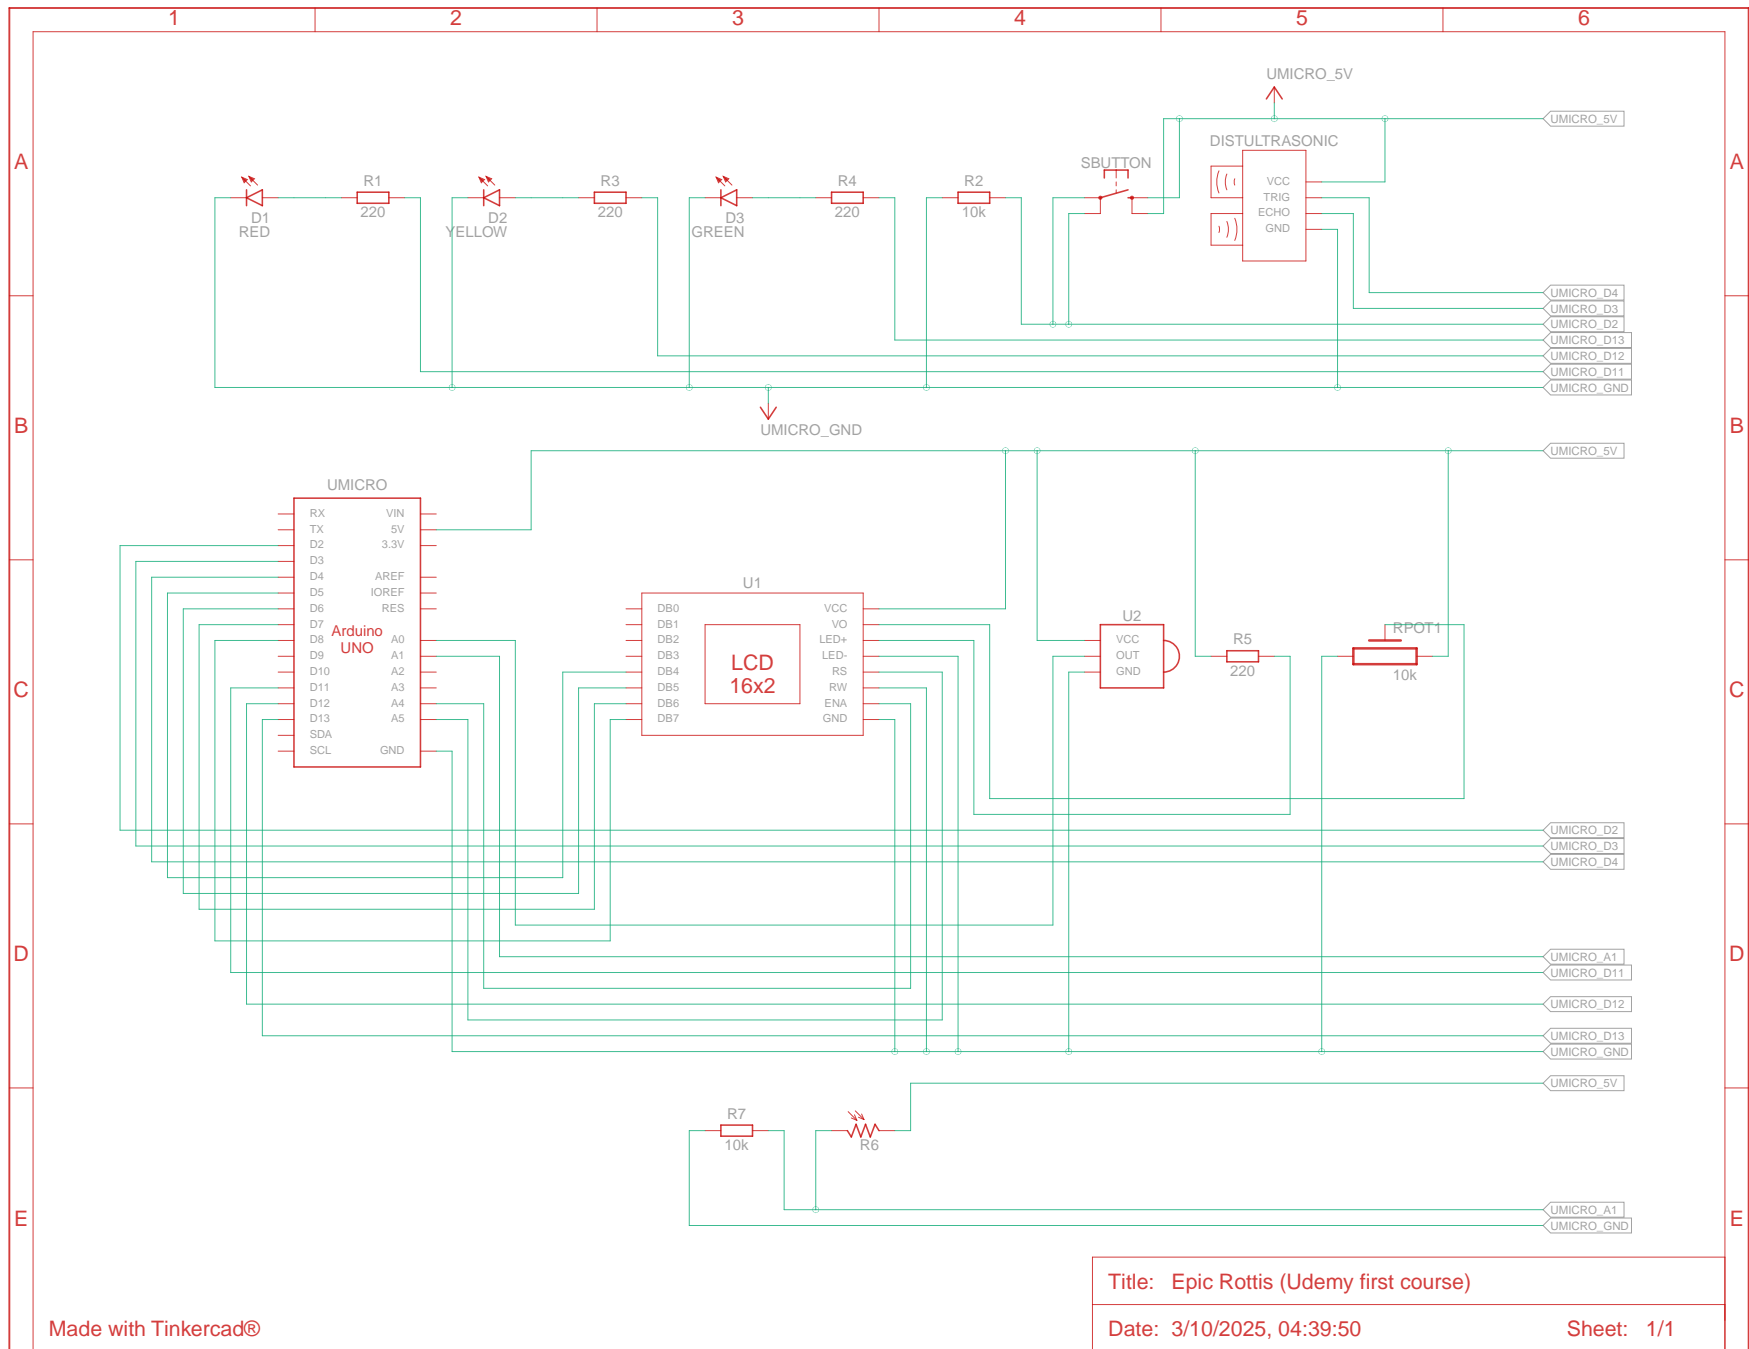 1 2 3 4 5 6
A A
B B
C C
D D
E E
UMICRO_5V
UMICRO_5V
DISTULTRASONIC
VCC
TRIG
ECHO
GND
SBUTTON
R1
220
D1
RED
R3
220
D2
YELLOW
R4
220
D3
GREEN
R2
10k
UMICRO_D4
UMICRO_D3
UMICRO_D2
UMICRO_D13
UMICRO_D12
UMICRO_D11
UMICRO_GND
UMICRO_GND
UMICRO_5V
UMICRO
RX VIN
TX 5V
D2 3.3V
D3
D4 AREF
D5 IOREF
D6 RES
D7
D8 A0
D9 A1
D10 A2
D11 A3
D12 A4
D13 A5
SDA
SCL GND
Arduino
UNO
U1
DB0 VCC
DB1 VO
DB2 LED+
DB3 LED-
DB4 RS
DB5 RW
DB6 ENA
DB7 GND
LCD
16x2
U2
VCC
OUT
GND
R5
220
RPOT1
10k
UMICRO_D2
UMICRO_D3
UMICRO_D4
UMICRO_A1
UMICRO_D11
UMICRO_D12
UMICRO_D13
UMICRO_GND
UMICRO_5V
R7
10k
R6
UMICRO_A1
UMICRO_GND
Title: Epic Rottis (Udemy first course)
Made with Tinkercad®
Date: 3/10/2025, 04:39:50 Sheet: 1/1